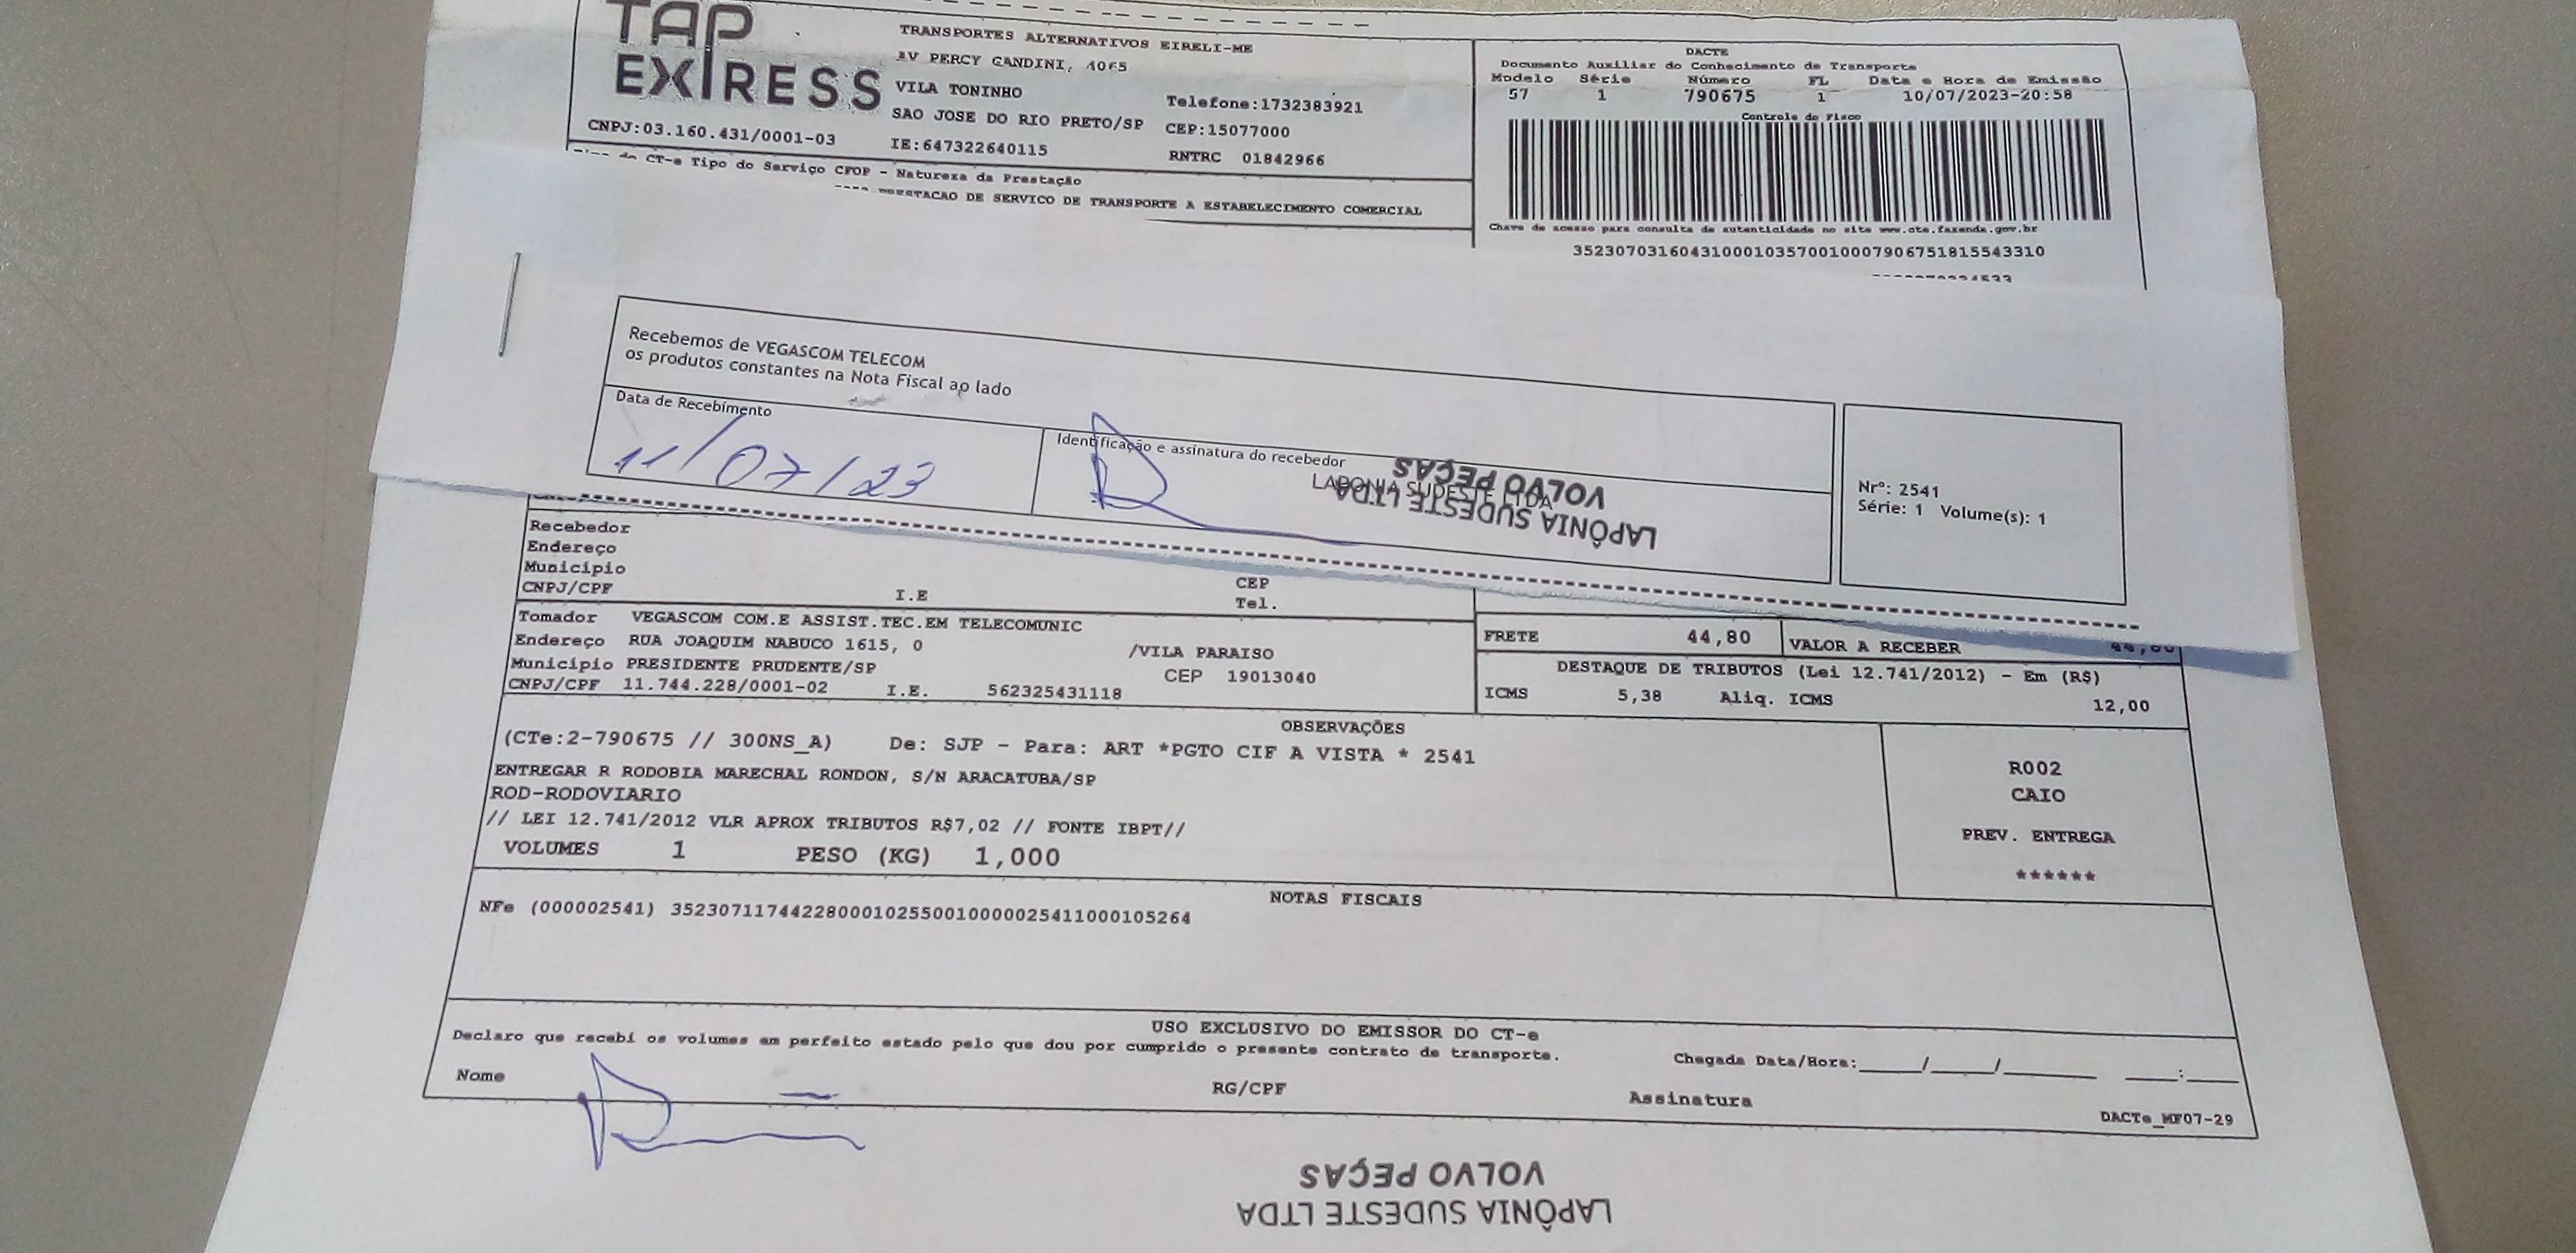 TAP
EXPRESS
CNPJ:03.160.431/0001-03
TRANSPORTES ALTERNATIVOS EIRELI-ME
AV PERCY GANDINI, 1065
VILA TONINHO
SAO JOSE DO RIO PRETO/SP
IE:647322640115
Telefone:1732383921
CEP:15077000
RNTRC 01842966
DACTE
Documento Auxiliar do Conhecimento de Transporte
Modelo Série Número FL Data e Hora de Emissão
57 1 790675 1 10/07/2023-20:58
Controle do Fisco
do CT-e Tipo do Serviço CFOP - Natureza da Prestação
PRESTACAO DE SERVICO DE TRANSPORTE A ESTABELECIMENTO COMERCIAL
Chave de acesso para consulta de autenticidade no site www.cte.fazenda.gov.br
35230703160431000103570010007906751815543310
Recebemos de VEGASCOM TELECOM
os produtos constantes na Nota Fiscal ao lado
Data de Recebimento
11/07/23
Identificação e assinatura do recebedor
LAPONIA SUDESTE LTDA
LAPÔNIA SUDESTE LTDA
VOLVO PEÇAS
Nrº: 2541
Série: 1 Volume(s): 1
Recebedor
Endereço
Município CEP
CNPJ/CPF I.E Tel.
Tomador VEGASCOM COM.E ASSIST.TEC.EM TELECOMUNIC
Endereço RUA JOAQUIM NABUCO 1615, 0 /VILA PARAISO
Município PRESIDENTE PRUDENTE/SP CEP 19013040
CNPJ/CPF 11.744.228/0001-02 I.E. 562325431118
FRETE 44,80 VALOR A RECEBER 44,80
DESTAQUE DE TRIBUTOS (Lei 12.741/2012) - Em (R$)
ICMS 5,38 Aliq. ICMS 12,00
OBSERVAÇÕES
(CTe:2-790675 // 300NS_A) De: SJP - Para: ART *PGTO CIF A VISTA * 2541
ENTREGAR R RODOBIA MARECHAL RONDON, S/N ARACATUBA/SP
ROD-RODOVIARIO
// LEI 12.741/2012 VLR APROX TRIBUTOS R$7,02 // FONTE IBPT//
VOLUMES 1 PESO (KG) 1,000
R002
CAIO
PREV. ENTREGA
******
NOTAS FISCAIS
NFe (000002541) 35230711744228000102550010000025411000105264
USO EXCLUSIVO DO EMISSOR DO CT-e
Declaro que recebi os volumes em perfeito estado pelo que dou por cumprido o presente contrato de transporte.
Chegada Data/Hora:_____/_____/_______ ____:____
Nome RG/CPF Assinatura
DACTe_MF07-29
LAPÔNIA SUDESTE LTDA
VOLVO PEÇAS